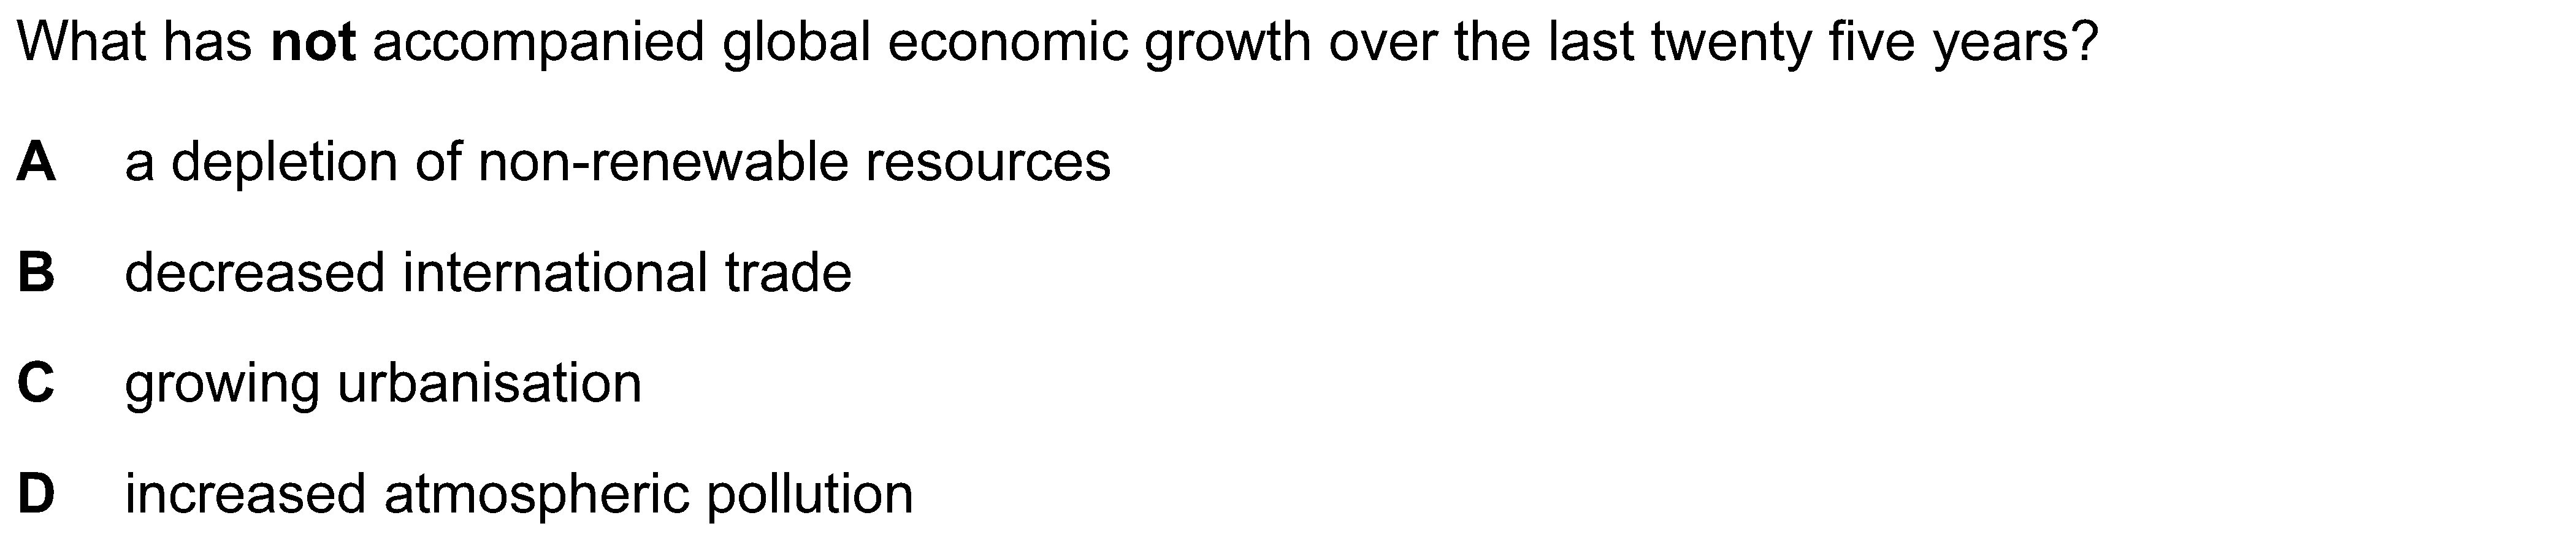 What has not accompanied global economic growth over the last twenty five years?
A a depletion of non-renewable resources
B decreased international trade
C growing urbanisation
D increased atmospheric pollution